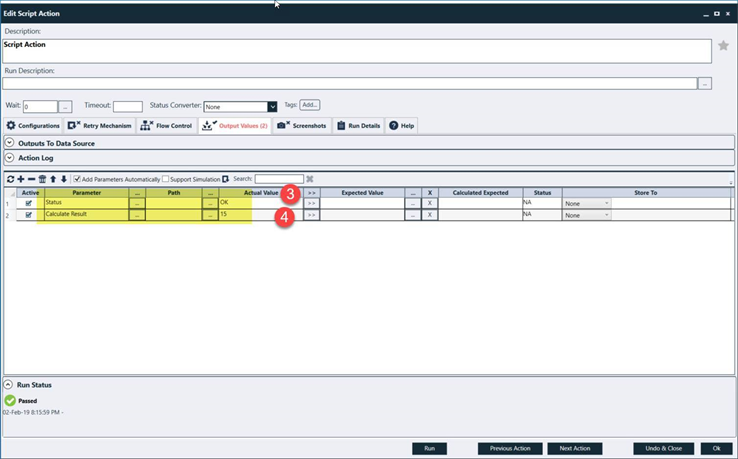 Edit Script Action
Description:
Script Action
Run Description:
...
Wait: 0 ... Timeout: Status Converter: None Tags: Add...
Configurations Retry Mechanism Flow Control Output Values (2) Screenshots Run Details Help
Outputs To Data Source
Action Log
Add Parameters Automatically Support Simulation Search:
Active Parameter ... Path ... Actual Value >> Expected Value ... X Calculated Expected Status Store To
1 Status ... ... OK 3 >> ... X NA None
2 Calculate Result ... ... 15 4 >> ... X NA None
Run Status
Passed
02-Feb-19 8:15:59 PM -
Run Previous Action Next Action Undo & Close Ok